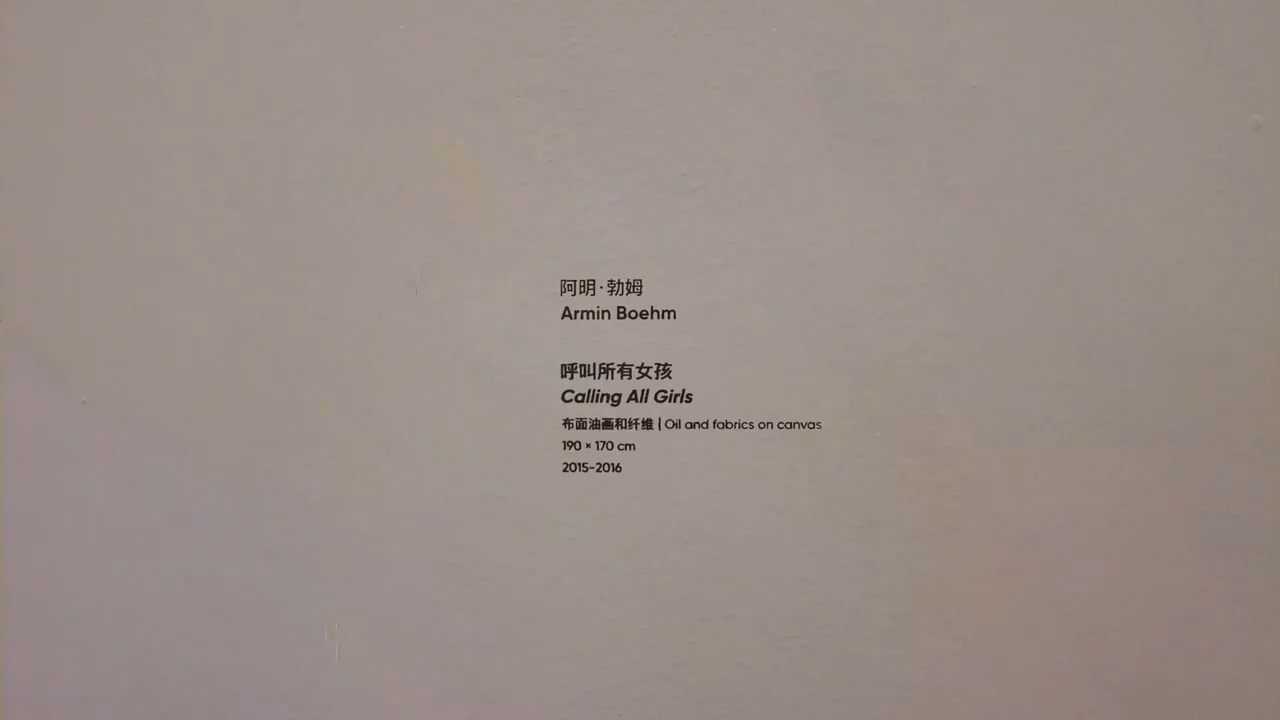 阿明·勃姆
Armin Boehm
呼叫所有女孩
Calling All Girls
布面油画和纤维 | Oil and fabrics on canvas
190 × 170 cm
2015–2016